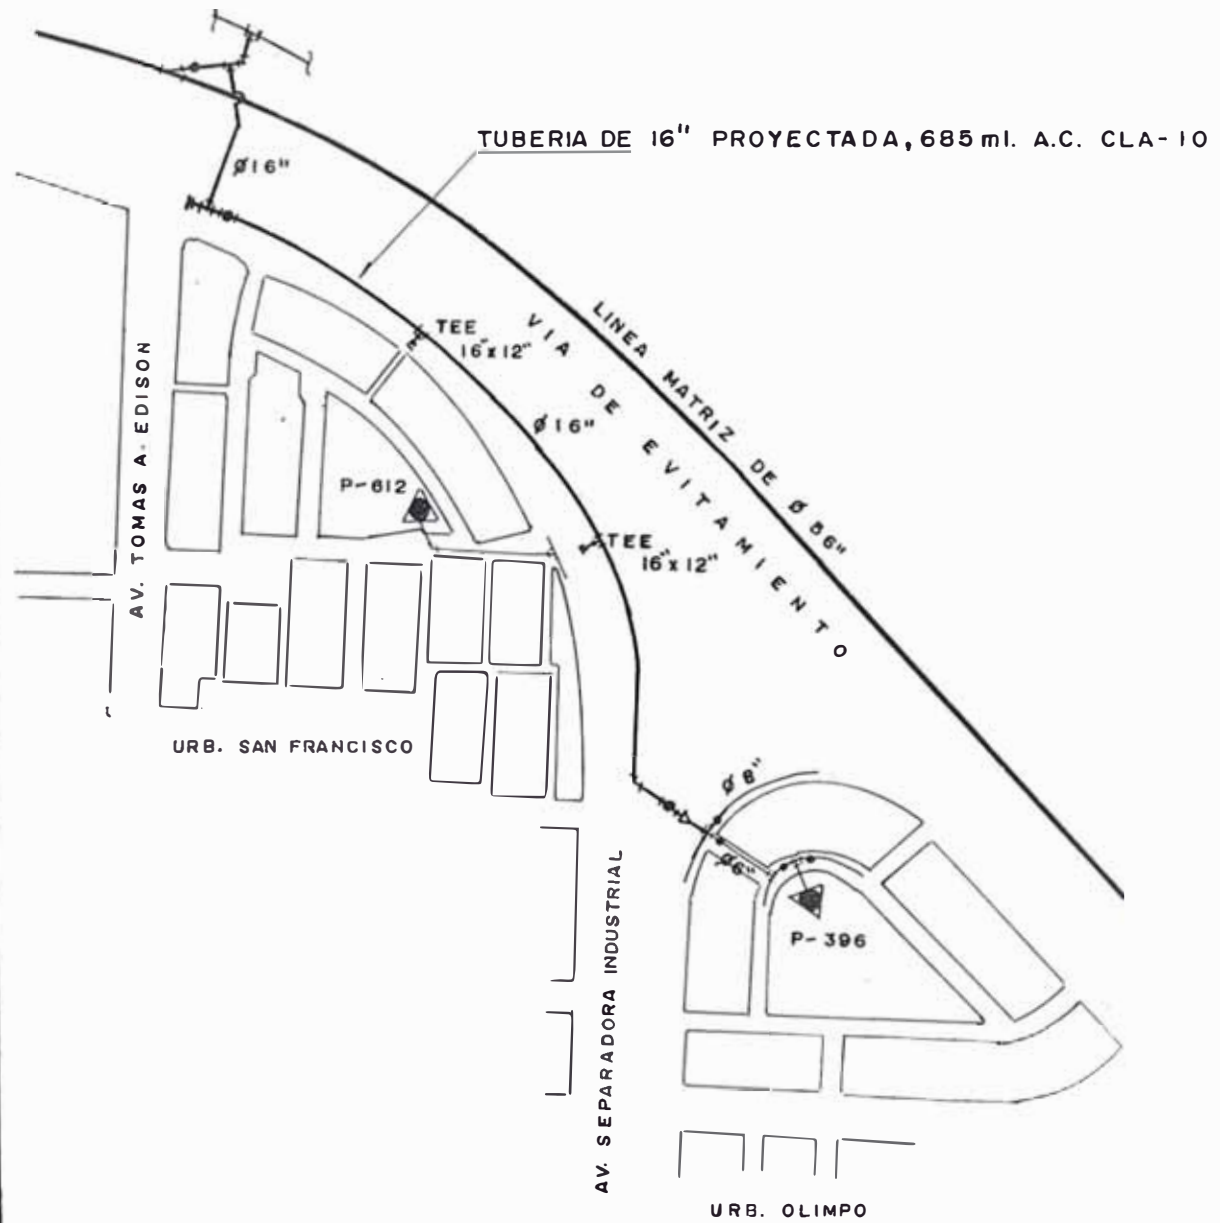 TUBERIA DE 16" PROYECTADA, 685 ml. A.C. CLA-10
Ø16"
TEE
16"x12"
VIA DE EVITAMIENTO
LINEA MATRIZ DE Ø 56"
AV. TOMAS A. EDISON
Ø16"
P-612
TEE
16"x12"
URB. SAN FRANCISCO
Ø 8"
Ø6"
P-396
AV. SEPARADORA INDUSTRIAL
URB. OLIMPO